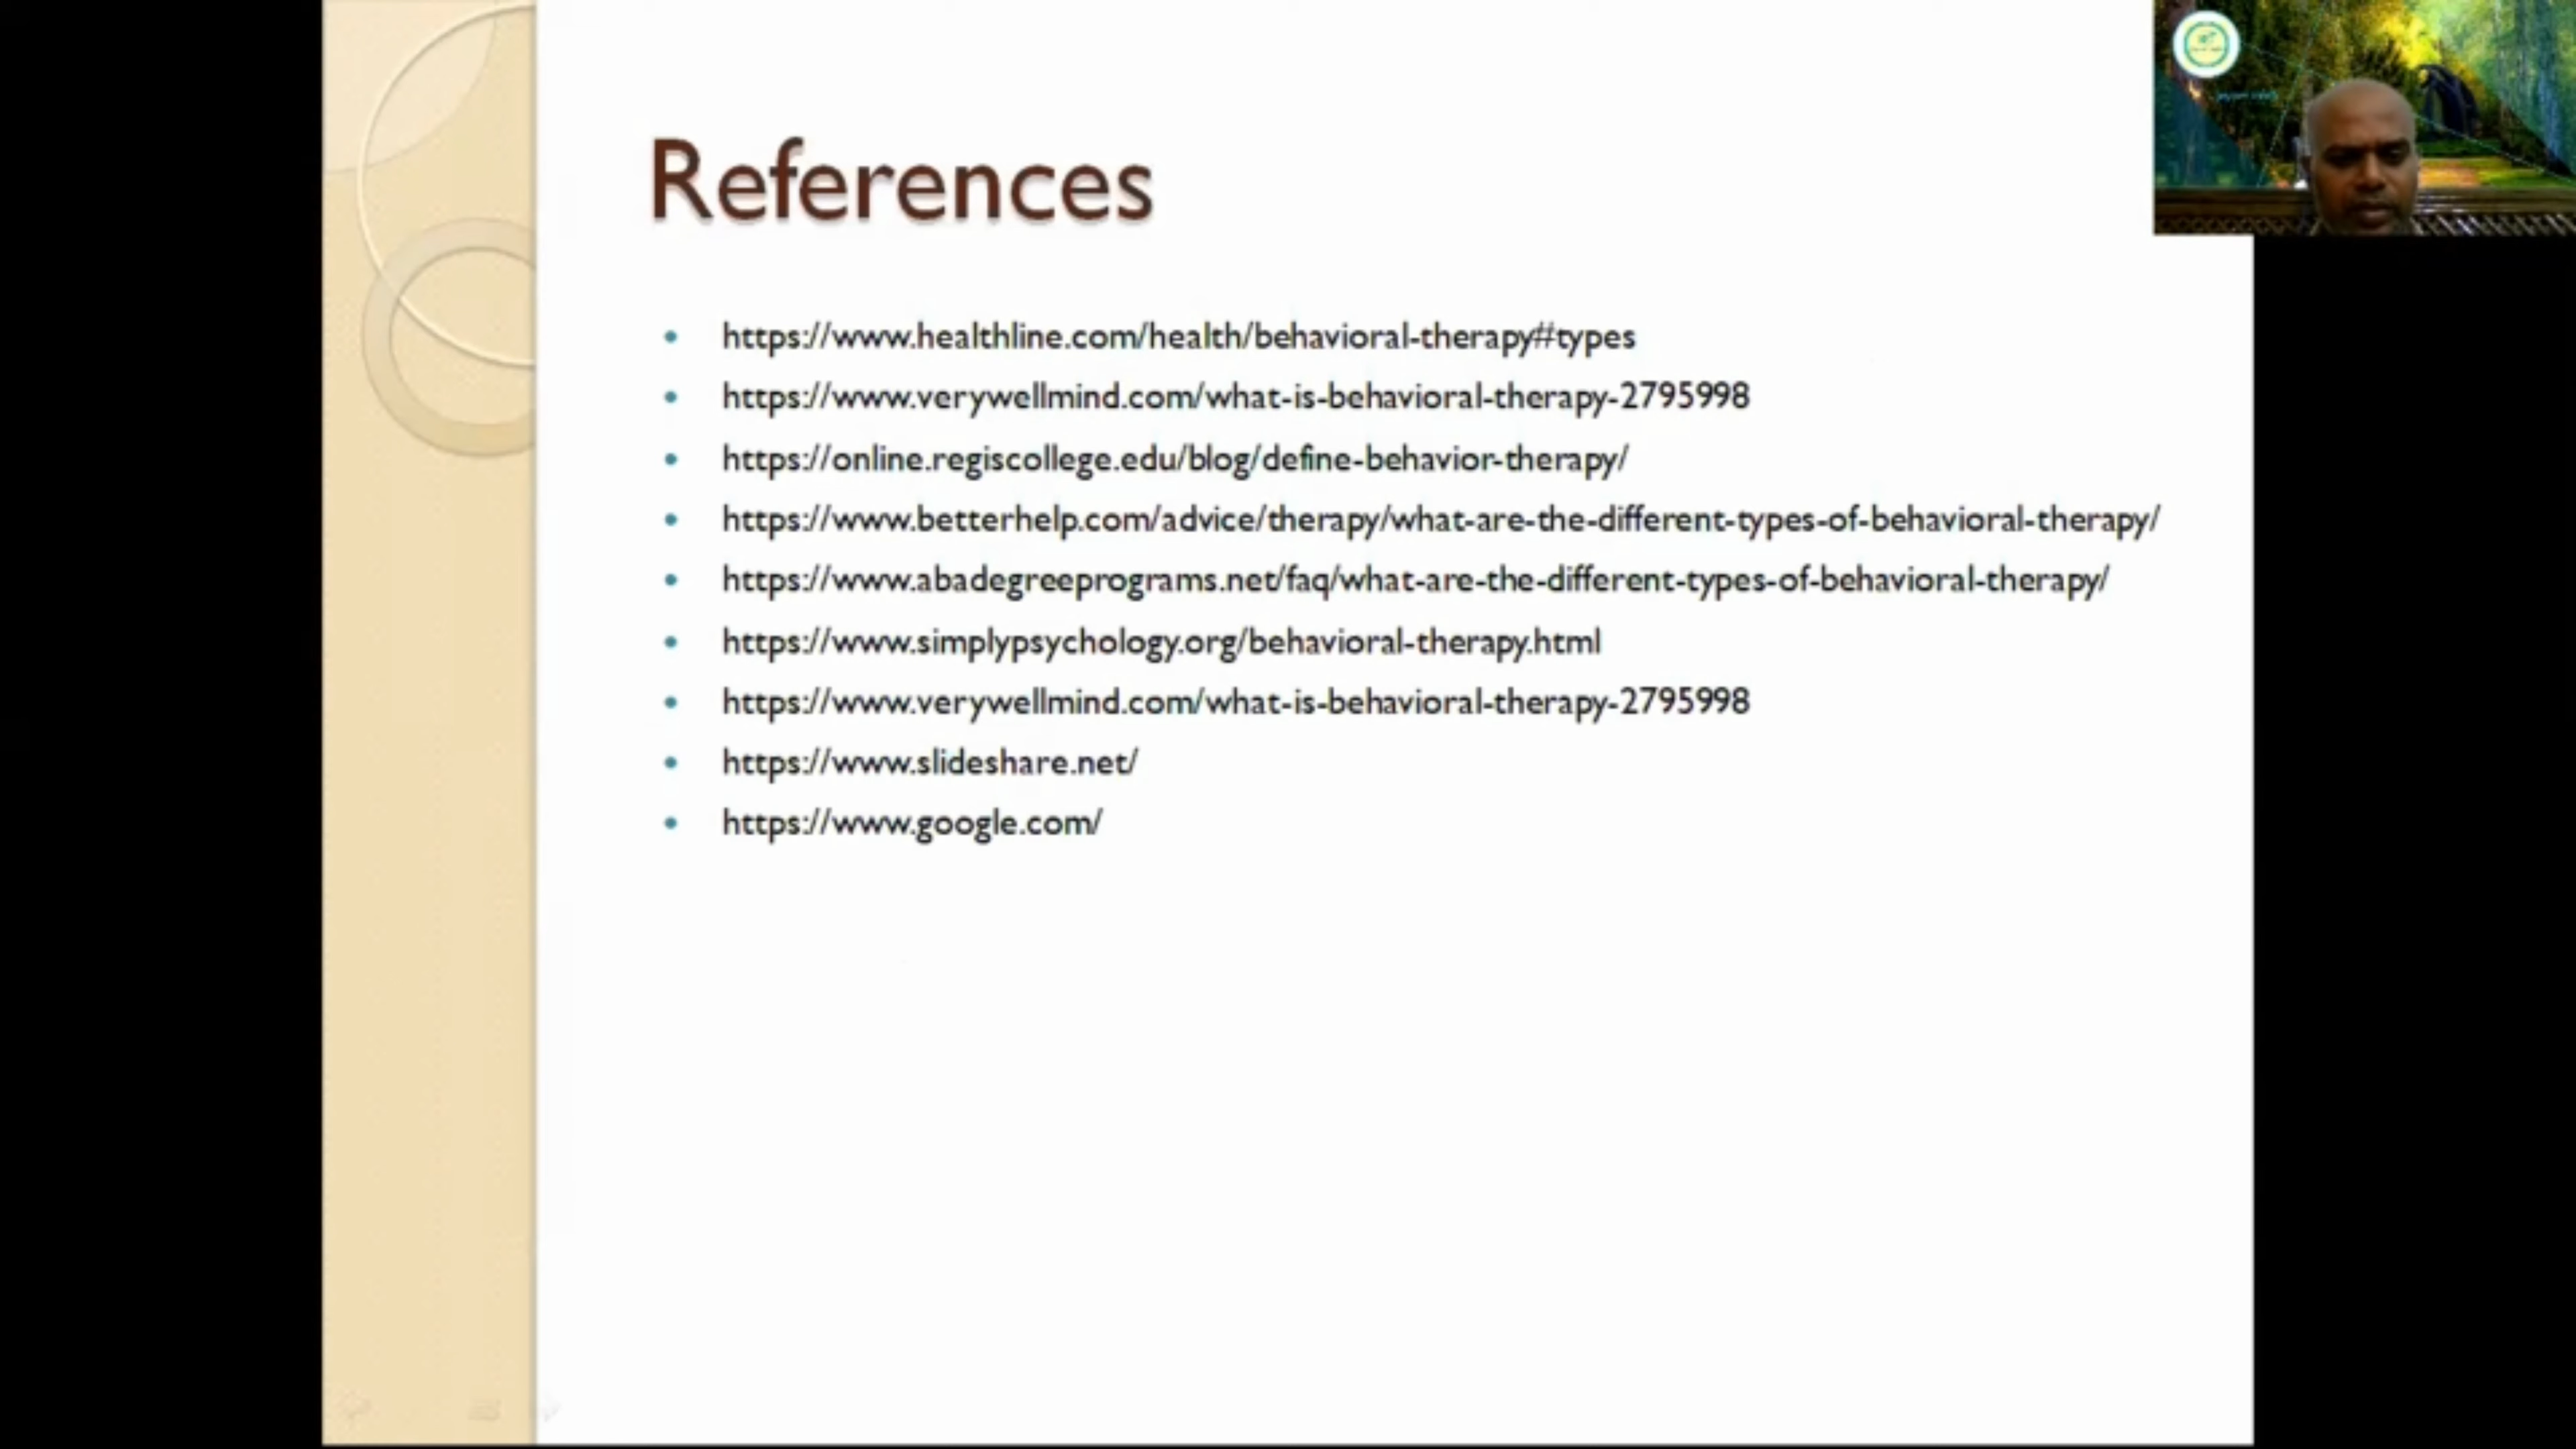 References
• https://www.healthline.com/health/behavioral-therapy#types
• https://www.verywellmind.com/what-is-behavioral-therapy-2795998
• https://online.regiscollege.edu/blog/define-behavior-therapy/
• https://www.betterhelp.com/advice/therapy/what-are-the-different-types-of-behavioral-therapy/
• https://www.abadegreeprograms.net/faq/what-are-the-different-types-of-behavioral-therapy/
• https://www.simplypsychology.org/behavioral-therapy.html
• https://www.verywellmind.com/what-is-behavioral-therapy-2795998
• https://www.slideshare.net/
• https://www.google.com/